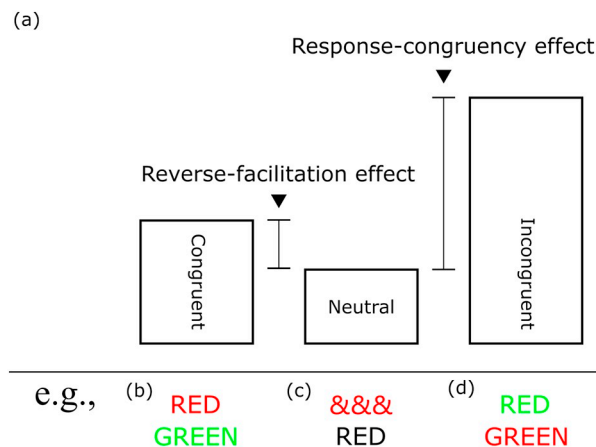 (a)
Response-congruency effect
Reverse-facilitation effect
Congruent
Neutral
Incongruent
e.g.,
(b)
RED
GREEN
(c)
&&&
RED
(d)
RED
GREEN